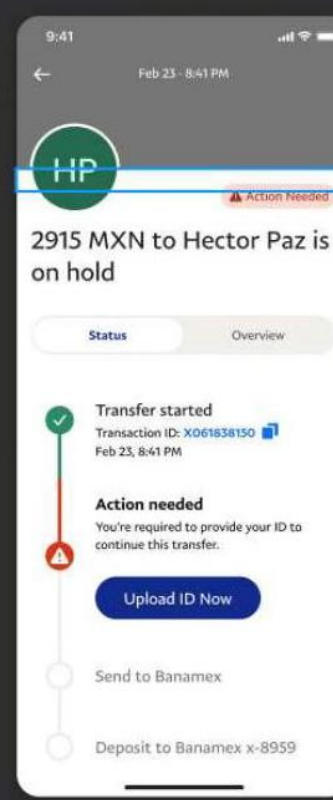 9:41
Feb 23 - 8:41 PM
HP
Action Needed
2915 MXN to Hector Paz is
on hold
Status Overview
Transfer started
Transaction ID: X061838150
Feb 23, 8:41 PM
Action needed
You're required to provide your ID to
continue this transfer.
Upload ID Now
Send to Banamex
Deposit to Banamex x-8959